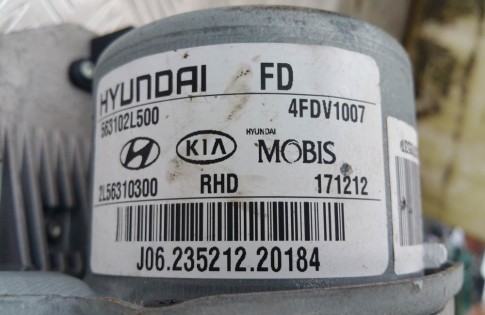 HYUNDAI FD
563102L500 4FDV1007
KIA HYUNDAI MOBIS
2L56310300 RHD 171212
J06.235212.20184